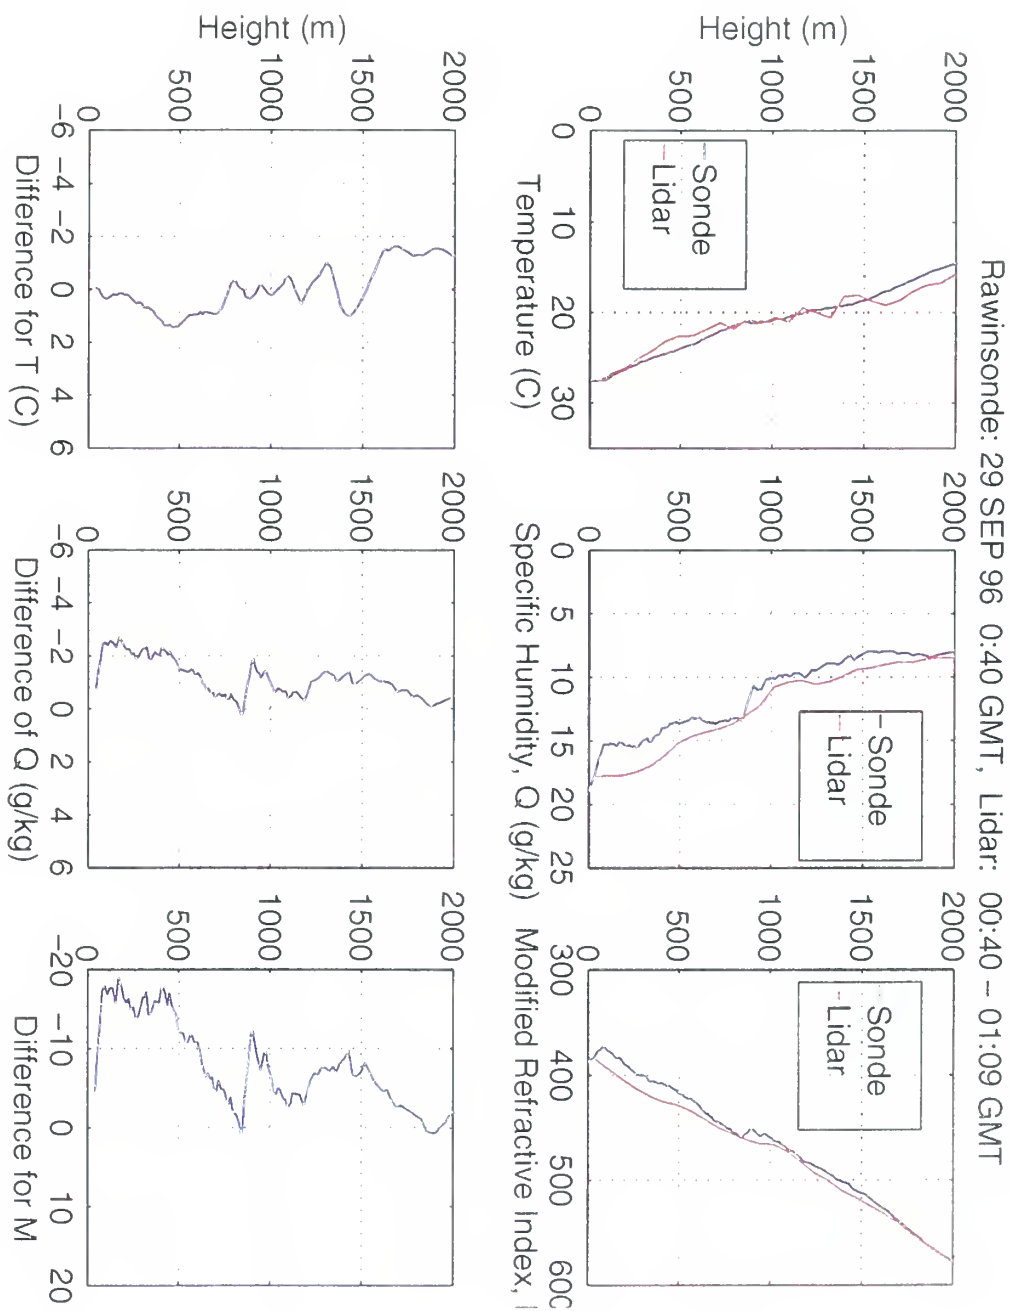 Rawinsonde: 29 SEP 96 0:40 GMT, Lidar: 00:40 – 01:09 GMT
Height (m)
2000
1500
1000
500
0
0 10 20 30
Temperature (C)
Sonde
Lidar
2000
1500
1000
500
0 5 10 15 20 25
Specific Humidity, Q (g/kg)
Sonde
Lidar
2000
1500
1000
500
300 400 500 600
Modified Refractive Index,
Sonde
Lidar
Height (m)
2000
1500
1000
500
0
−6 −4 −2 0 2 4 6
Difference for T (C)
2000
1500
1000
500
0
−6 −4 −2 0 2 4 6
Difference of Q (g/kg)
2000
1500
1000
500
0
−20 −10 0 10 20
Difference for M